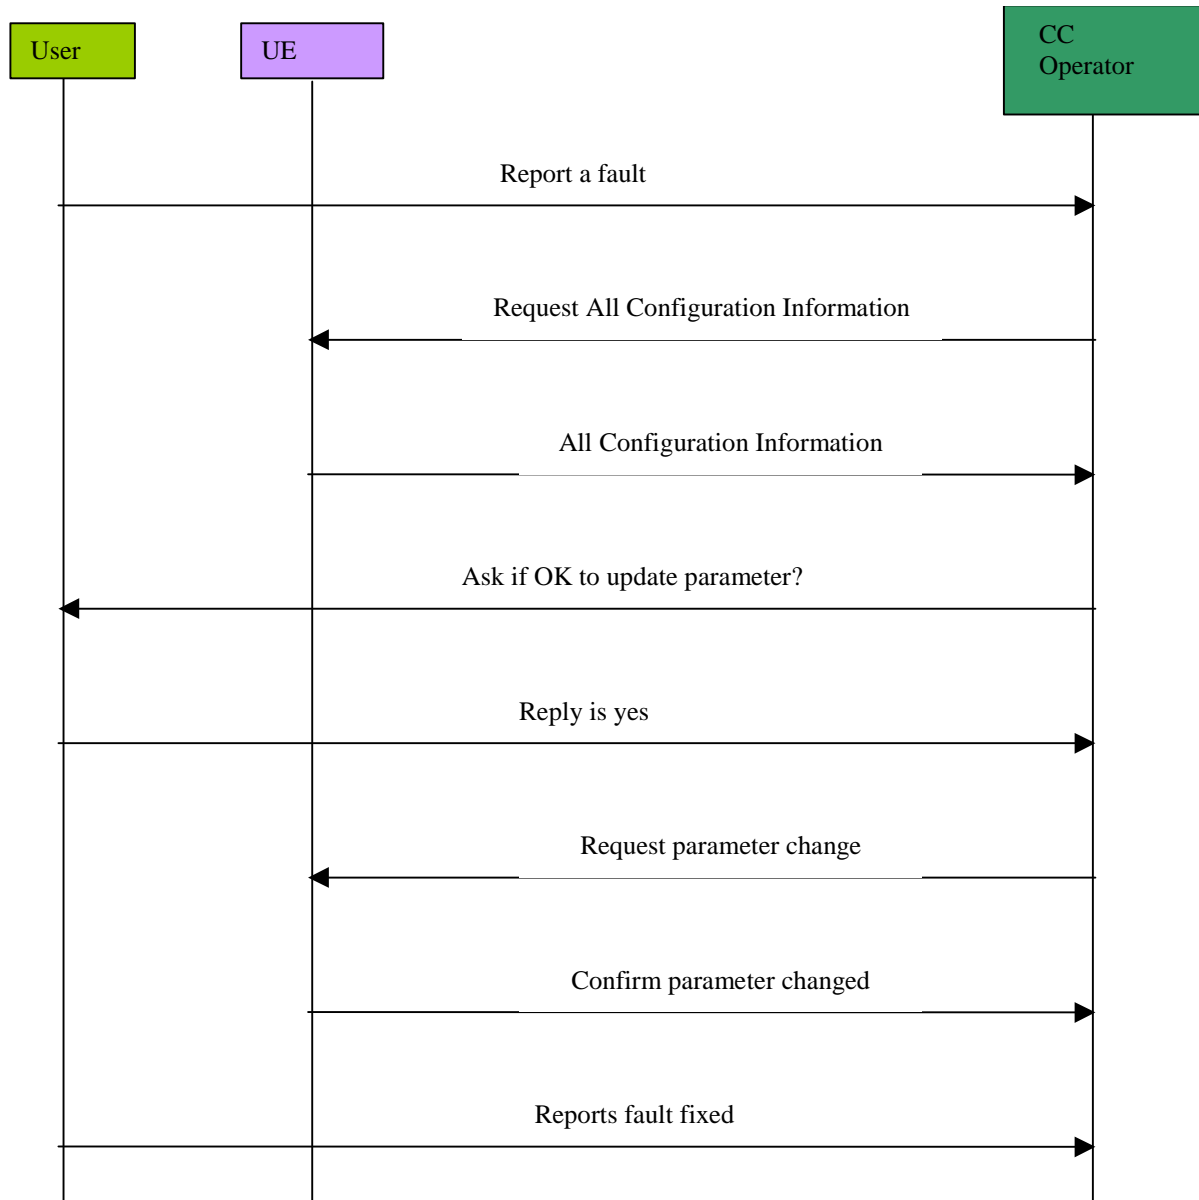 User
UE
CC
Operator
Report a fault
Request All Configuration Information
All Configuration Information
Ask if OK to update parameter?
Reply is yes
Request parameter change
Confirm parameter changed
Reports fault fixed